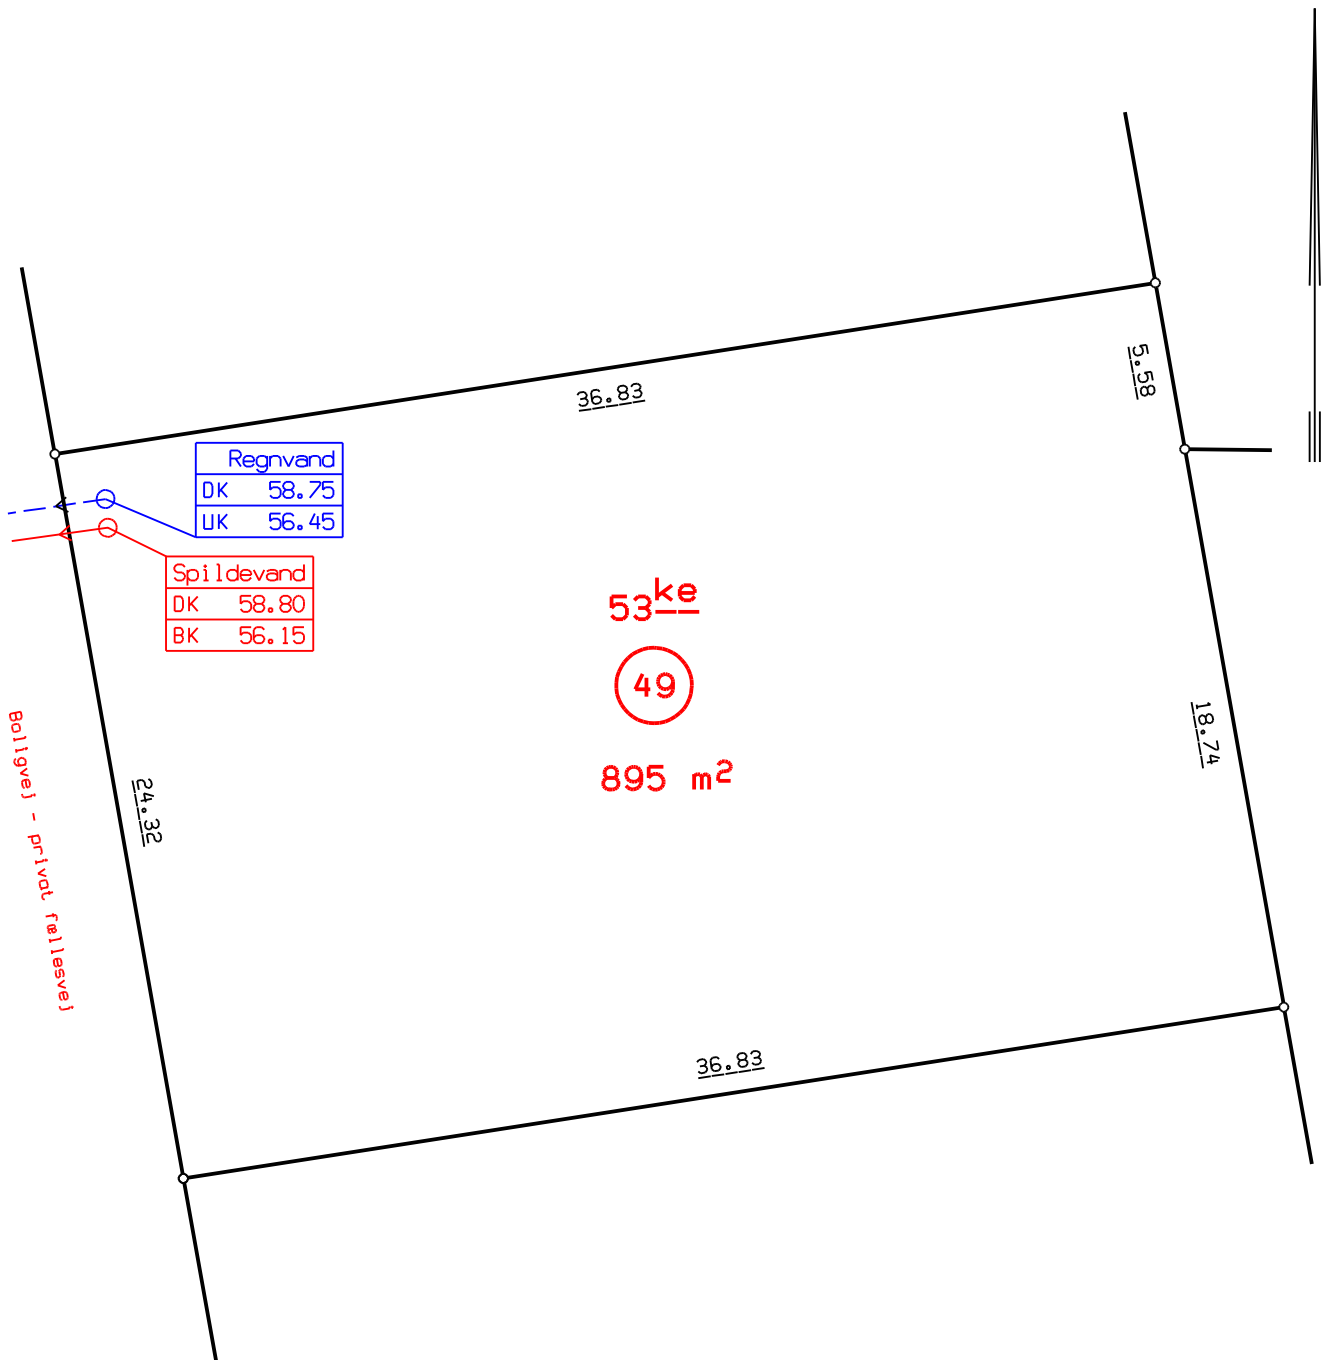 36.83
5.58
Regnvand
DK 58.75
UK 56.45
Spildevand
DK 58.80
BK 56.15
53ke
49
895 m²
18.74
24.32
Boligvej - privat fællesvej
36.83